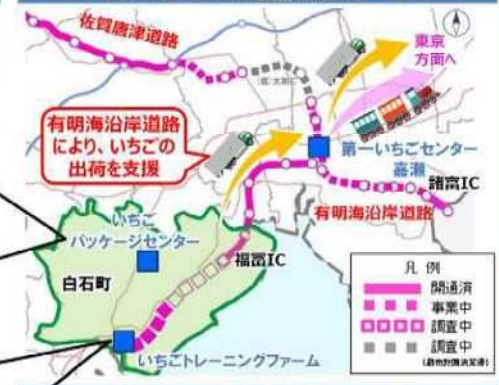 佐賀唐津道路
東京
方面へ
有明海沿岸道路
により、いちごの
出荷を支援
第一いちごセンター
嘉瀬
諸富IC
有明海沿岸道路
いちご
パッケージセンター
福富IC
白石町
いちごトレーニングファーム
凡 例
開通済
事業中
調査中
調査中